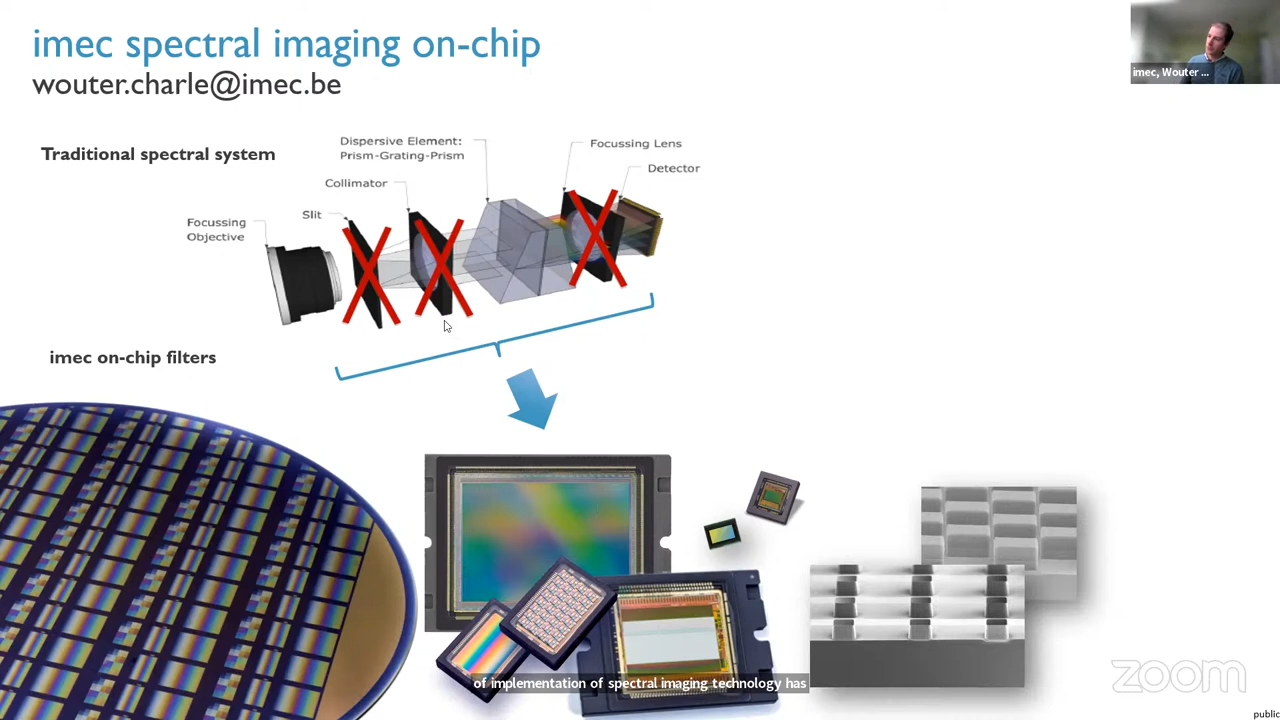 imec spectral imaging on-chip
wouter.charle@imec.be
imec, Wouter ...
Traditional spectral system
Dispersive Element:
Prism-Grating-Prism
Focussing Lens
Detector
Collimator
Slit
Focussing
Objective
imec on-chip filters
of implementation of spectral imaging technology has
zoom
public